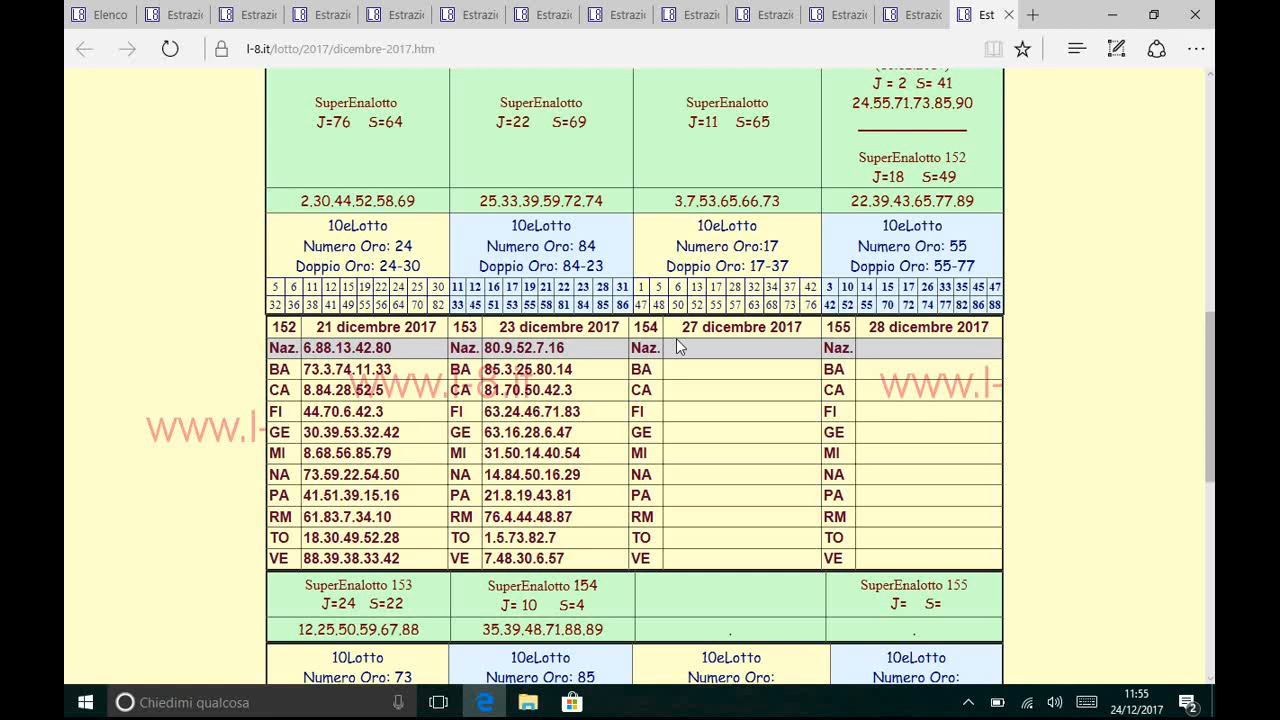 Elenco Estrazi Estrazi Estrazi Estrazi Estrazi Estrazi Estrazi Estrazi Estrazi Estrazi Estrazi Est
l-8.it/lotto/2017/dicembre-2017.htm
J = 2 S= 41
SuperEnalotto SuperEnalotto SuperEnalotto 24.55.71.73.85.90
J=76 S=64 J=22 S=69 J=11 S=65
SuperEnalotto 152
J=18 S=49
2.30.44.52.58.69 25.33.39.59.72.74 3.7.53.65.66.73 22.39.43.65.77.89
10eLotto 10eLotto 10eLotto 10eLotto
Numero Oro: 24 Numero Oro: 84 Numero Oro:17 Numero Oro: 55
Doppio Oro: 24-30 Doppio Oro: 84-23 Doppio Oro: 17-37 Doppio Oro: 55-77
5 6 11 12 15 19 22 24 25 30 11 12 16 17 19 21 22 23 28 31 1 5 6 13 17 28 32 34 37 42 3 10 14 15 17 26 33 35 45 47
32 36 38 41 49 55 56 64 70 82 33 45 51 53 55 58 81 84 85 86 47 48 50 52 55 57 63 68 73 76 42 52 55 70 72 74 77 82 86 88
152 21 dicembre 2017 153 23 dicembre 2017 154 27 dicembre 2017 155 28 dicembre 2017
Naz. 6.88.13.42.80 Naz. 80.9.52.7.16 Naz. Naz.
BA 73.3.74.11.33 BA 85.3.25.80.14 BA BA
CA 8.84.28.52.5 CA 81.70.50.42.3 CA CA
www.l-8.it www.l-
FI 44.70.6.42.3 FI 63.24.46.71.83 FI FI
www.l-
GE 30.39.53.32.42 GE 63.16.28.6.47 GE GE
MI 8.68.56.85.79 MI 31.50.14.40.54 MI MI
NA 73.59.22.54.50 NA 14.84.50.16.29 NA NA
PA 41.51.39.15.16 PA 21.8.19.43.81 PA PA
RM 61.83.7.34.10 RM 76.4.44.48.87 RM RM
TO 18.30.49.52.28 TO 1.5.73.82.7 TO TO
VE 88.39.38.33.42 VE 7.48.30.6.57 VE VE
SuperEnalotto 153 SuperEnalotto 154 SuperEnalotto 155
J=24 S=22 J= 10 S=4 J= S=
12.25.50.59.67.88 35.39.48.71.88.89 . .
10Lotto 10eLotto 10eLotto 10eLotto
Numero Oro: 73 Numero Oro: 85 Numero Oro: Numero Oro:
Chiedimi qualcosa
11:55
24/12/2017
2